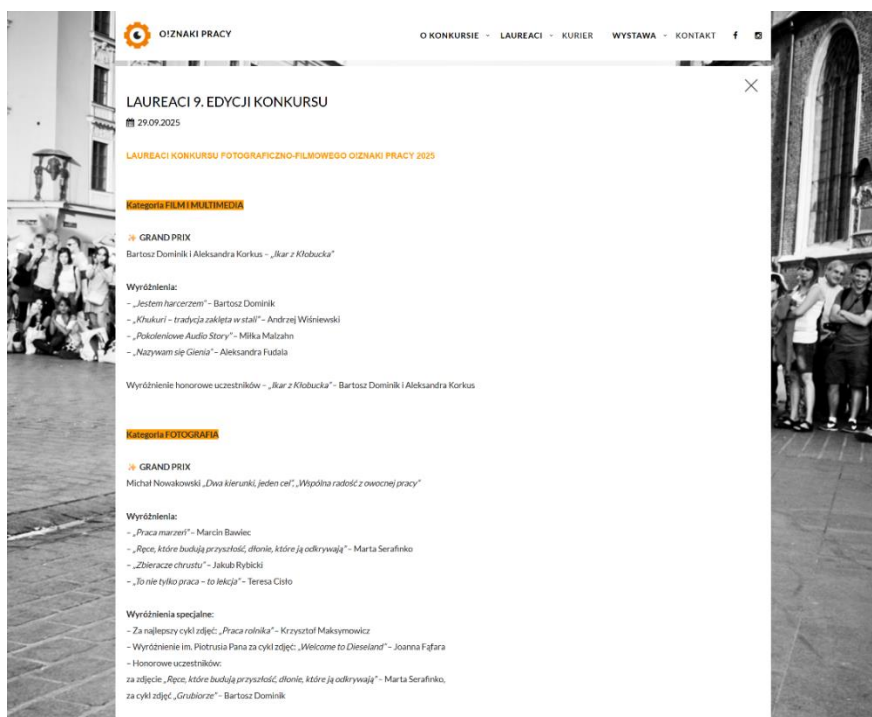 O!ZNAKI PRACY
O KONKURSIE
LAUREACI
KURIER
WYSTAWA
KONTAKT
LAUREACI 9. EDYCJI KONKURSU
29.09.2025
LAUREACI KONKURSU FOTOGRAFICZNO-FILMOWEGO O!ZNAKI PRACY 2025
Kategoria FILM I MULTIMEDIA
GRAND PRIX
Bartosz Dominik i Aleksandra Korkus – „Ikar z Kłobucka”
Wyróżnienia:
– „Jestem harcerzem” – Bartosz Dominik
– „Khukuri – tradycja zaklęta w stali” – Andrzej Wiśniewski
– „Pokoleniowe Audio Story” – Miłka Malzahn
– „Nazywam się Gienia” – Aleksandra Fudala
Wyróżnienie honorowe uczestników – „Ikar z Kłobucka” – Bartosz Dominik i Aleksandra Korkus
Kategoria FOTOGRAFIA
GRAND PRIX
Michał Nowakowski „Dwa kierunki, jeden cel”, „Wspólna radość z owocnej pracy”
Wyróżnienia:
– „Praca marzeń” – Marcin Bawiec
– „Ręce, które budują przyszłość, dłonie, które ją odkrywają” – Marta Serafinko
– „Zbieracze chrustu” – Jakub Rybicki
– „To nie tylko praca – to lekcja” – Teresa Cisło
Wyróżnienia specjalne:
– Za najlepszy cykl zdjęć: „Praca rolnika” – Krzysztof Maksymowicz
– Wyróżnienie im. Piotrusia Pana za cykl zdjęć: „Welcome to Dieseland” – Joanna Fąfara
– Honorowe uczestników:
za zdjęcie „Ręce, które budują przyszłość, dłonie, które ją odkrywają” – Marta Serafinko,
za cykl zdjęć „Grubiorze” – Bartosz Dominik